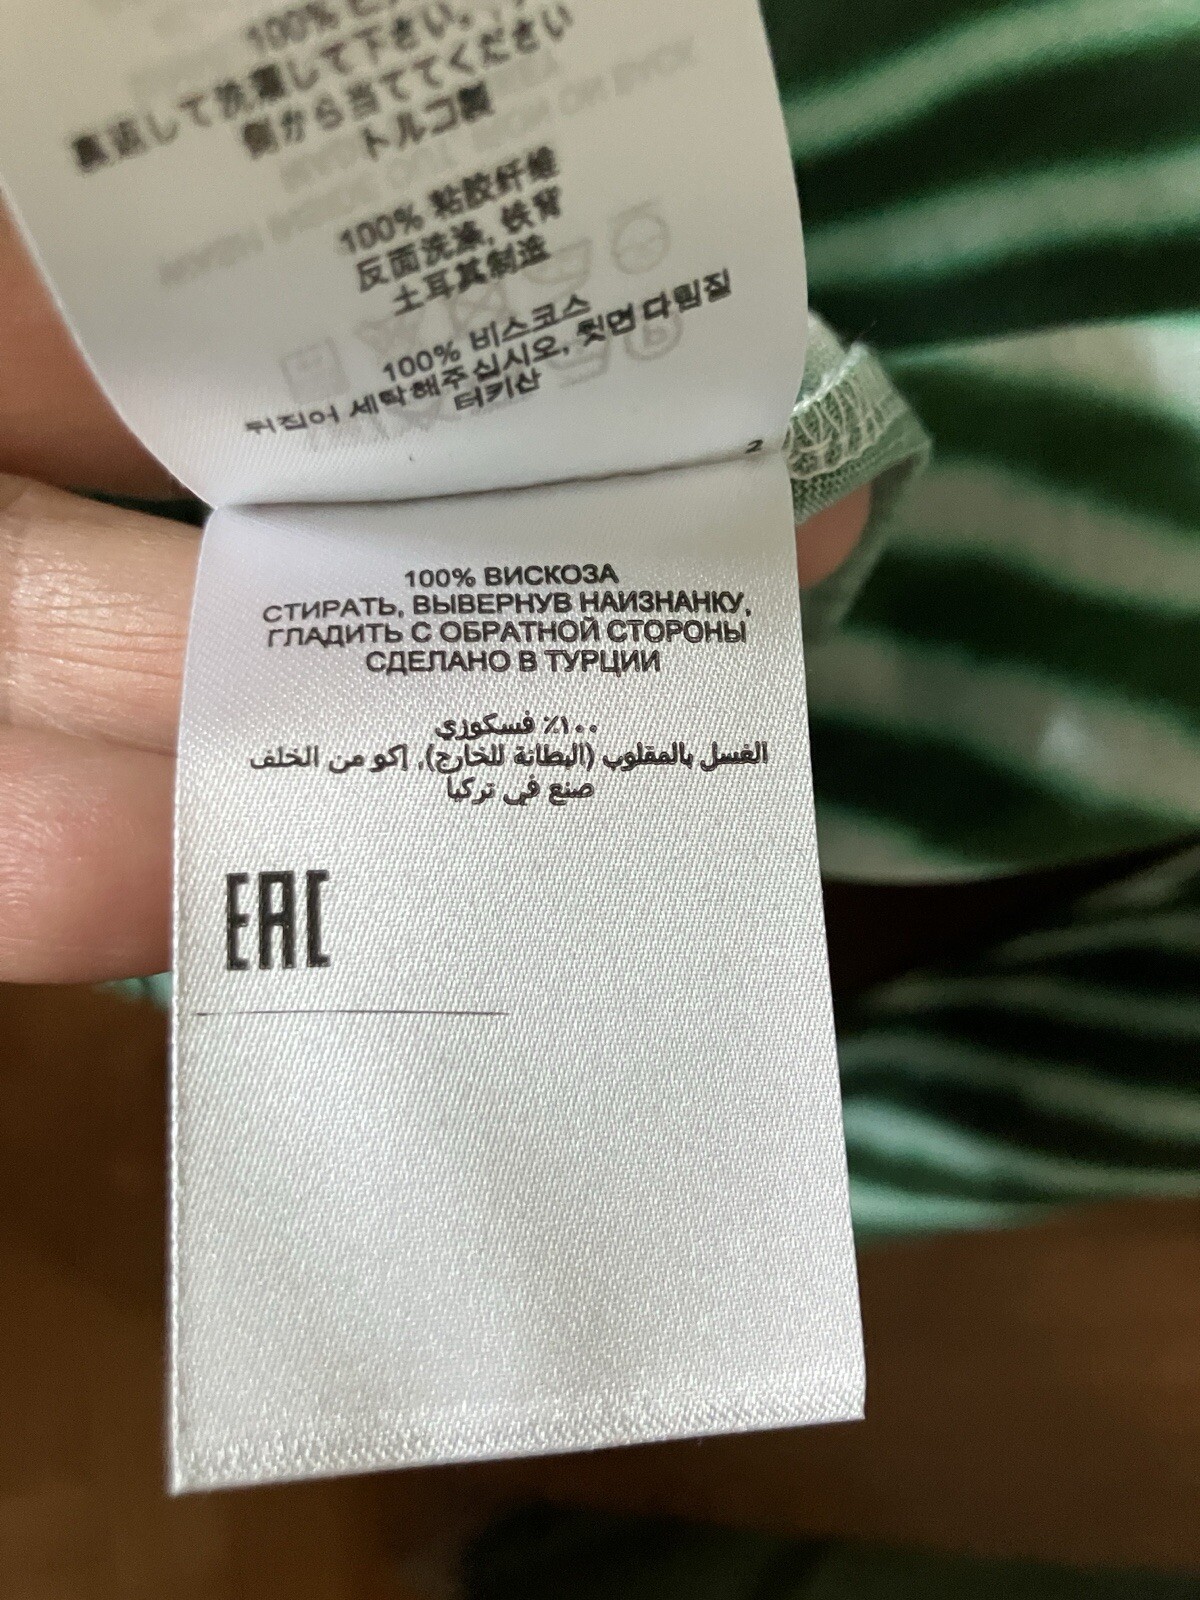 100%
裏返して洗濯して下さい。
側から当ててください
トルコ製
100% 粘胶纤维
反面洗涤, 铁背
土耳其制造
100% 비스코스
뒤집어 세탁해주십시오, 뒷면 다림질
터키산
2
100% ВИСКОЗА
СТИРАТЬ, ВЫВЕРНУВ НАИЗНАНКУ,
ГЛАДИТЬ С ОБРАТНОЙ СТОРОНЫ
СДЕЛАНО В ТУРЦИИ
١٠٠٪ فسكوزي
الغسل بالمقلوب (البطانة للخارج), إكو من الخلف
صنع في تركيا
EAC